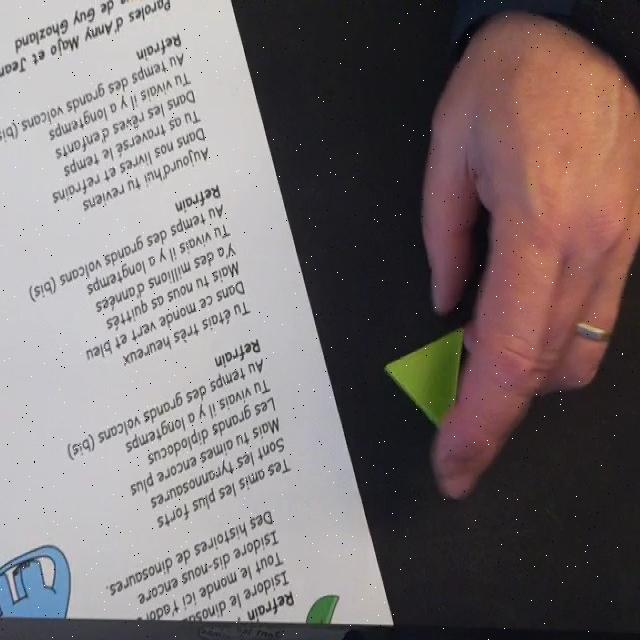 Refrain
Isidore le dinosa
Tout le monde ici t'ador
Isidore dis-nous encore
Des histoires de dinosaures.
Tes amis les plus forts
Sont les tyrannosaures
Mais tu aimes encore plus
Les grands diplodocus
Tu vivais il y a longtemps
Au temps des grands volcans (bis)
Refrain
Tu étais très heureux
Dans ce monde vert et bleu
Mais tu nous as quittés
Y'a des millions d'années
Tu vivais il y a longtemps
Au temps des grands volcans (bis)
Refrain
Aujourd'hui tu reviens
Dans nos livres et refrains
Tu as traversé le temps
Dans les rêves d'enfants
Tu vivais il y a longtemps
Au temps des grands volcans (bis)
Refrain
Paroles d'Anny Majo et Jean
de Guy Ghozland